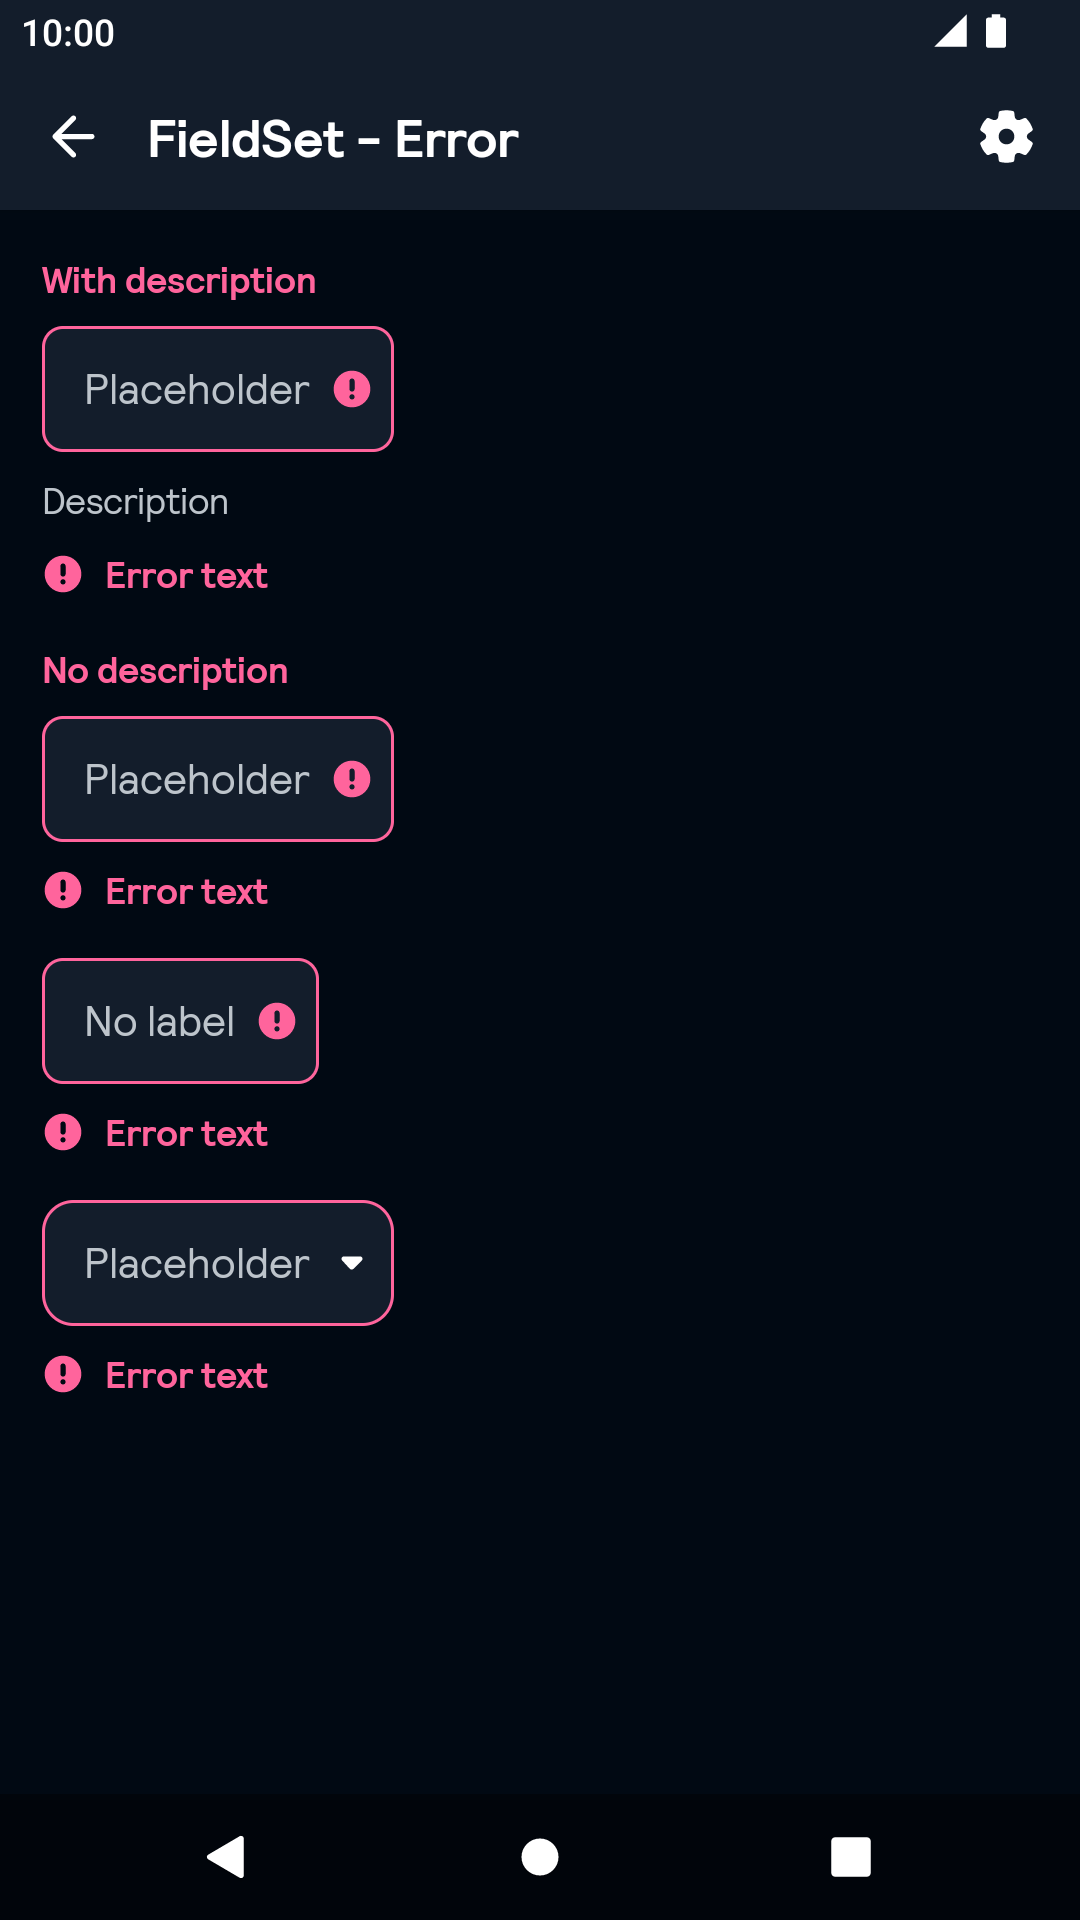 10:00
FieldSet - Error
With description
Placeholder
Description
Error text
No description
Placeholder
Error text
No label
Error text
Placeholder
Error text